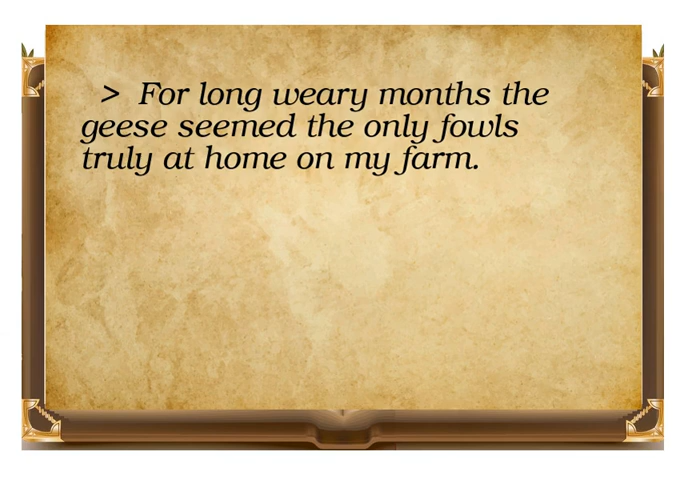 > For long weary months the
geese seemed the only fowls
truly at home on my farm.